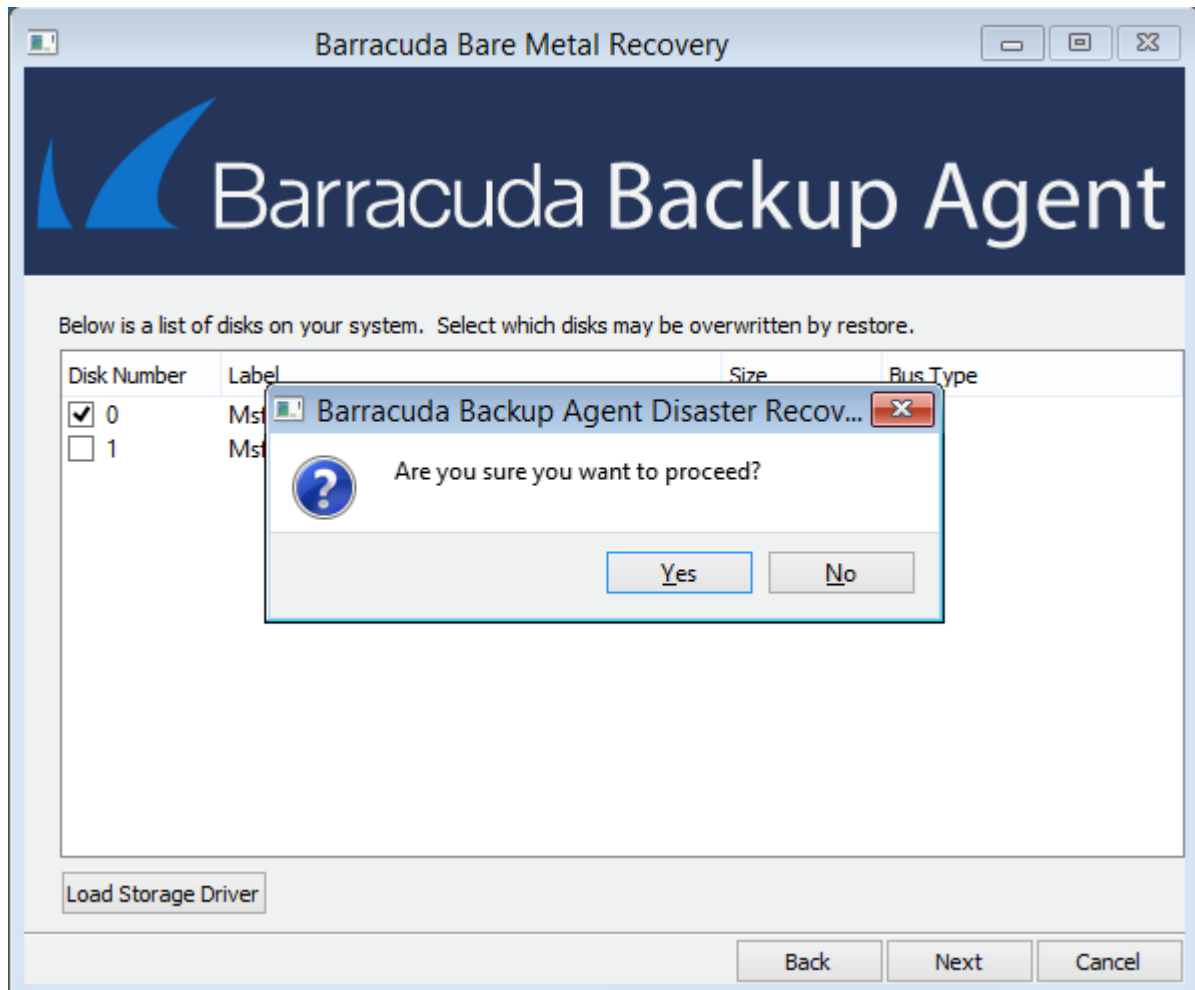 Barracuda Bare Metal Recovery
Barracuda Backup Agent
Below is a list of disks on your system. Select which disks may be overwritten by restore.
Disk Number Label Size Bus Type
0
1
Barracuda Backup Agent Disaster Recov...
Are you sure you want to proceed?
Yes No
Load Storage Driver
Back Next Cancel